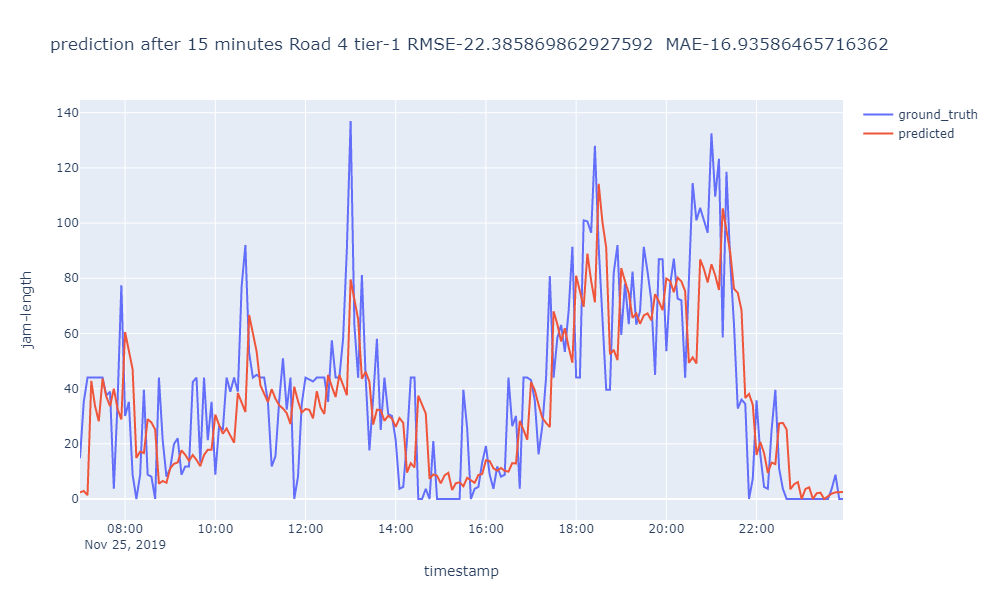 prediction after 15 minutes Road 4 tier-1 RMSE-22.385869862927592  MAE-16.93586465716362
ground_truth
predicted
140
120
100
80
60
40
20
0
jam-length
08:00 10:00 12:00 14:00 16:00 18:00 20:00 22:00
Nov 25, 2019
timestamp